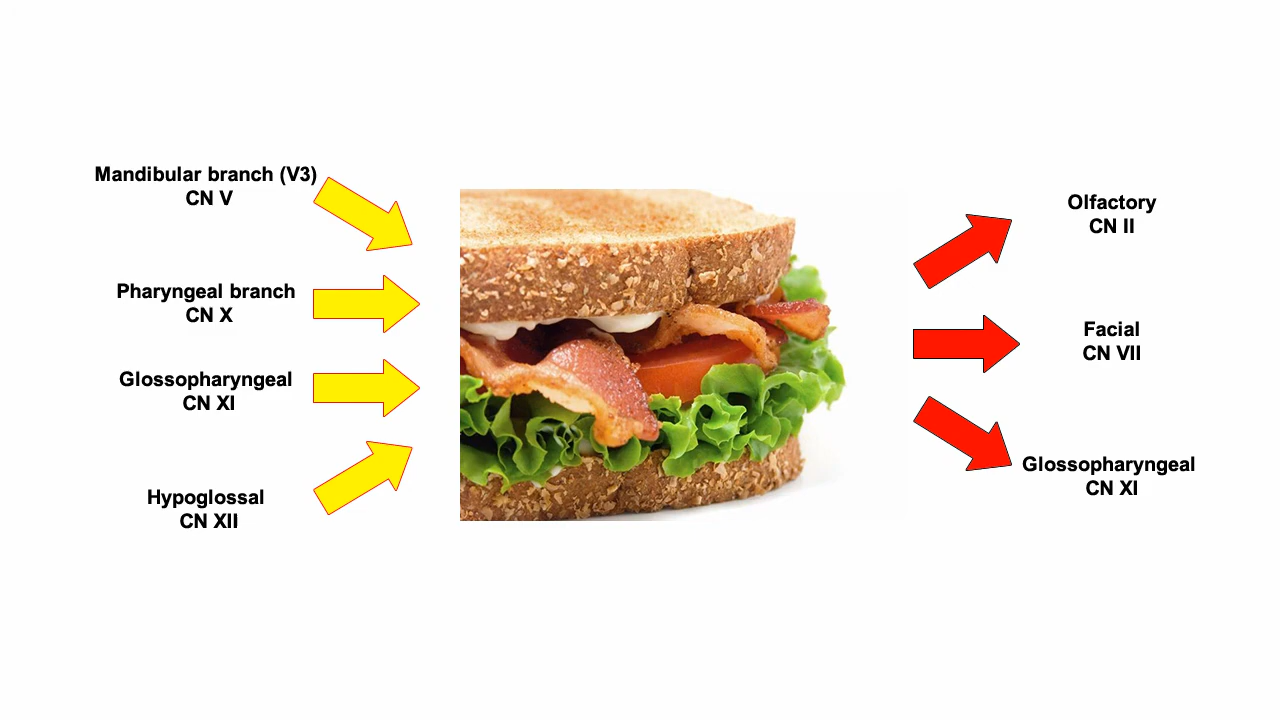 Mandibular branch (V3)
CN V
Pharyngeal branch
CN X
Glossopharyngeal
CN XI
Hypoglossal
CN XII
Olfactory
CN II
Facial
CN VII
Glossopharyngeal
CN XI